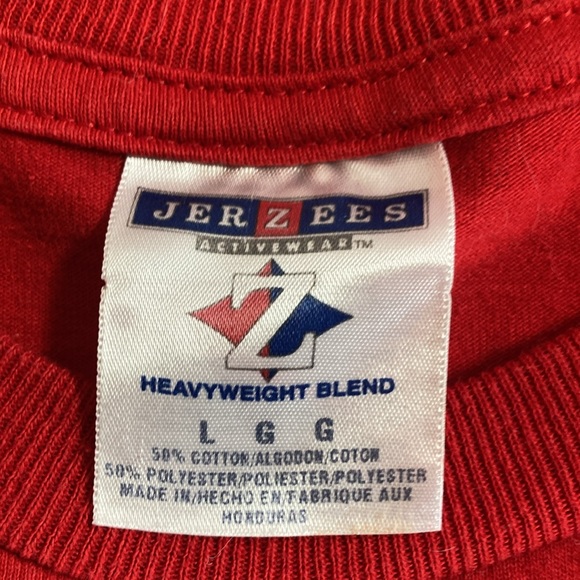 JERZEES
ACTIVEWEAR™
Z
HEAVYWEIGHT BLEND
L G G
50% COTTON/ALGODON/COTON
50% POLYESTER/POLIESTER/POLYESTER
MADE IN/HECHO EN/FABRIQUE AUX
HONDURAS